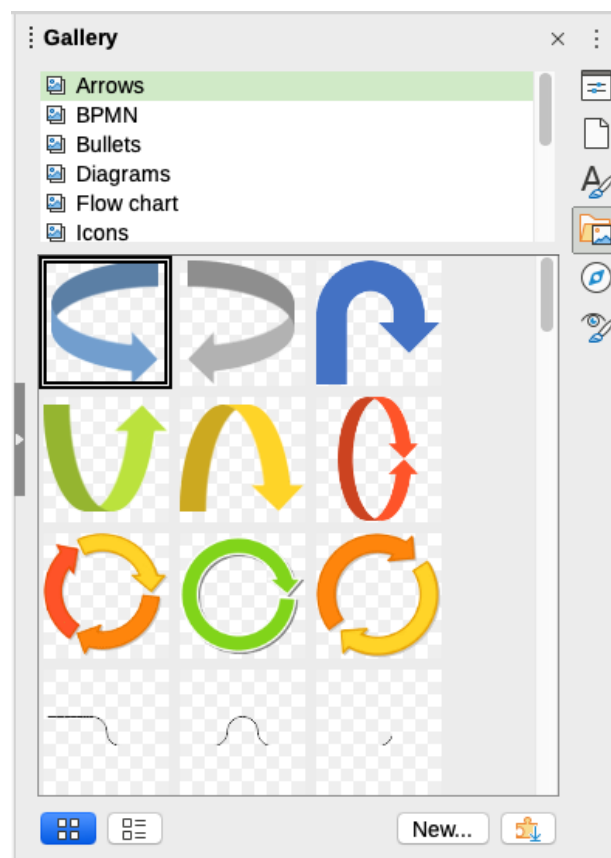 Gallery
Arrows
BPMN
Bullets
Diagrams
Flow chart
Icons
New...